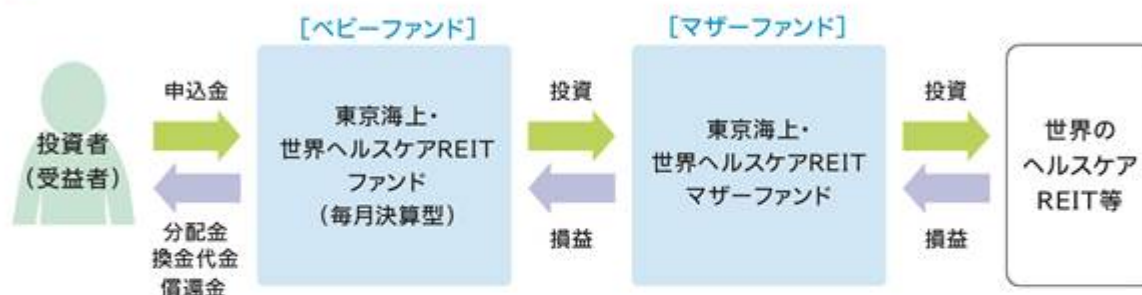 [ベビーファンド]
[マザーファンド]
投資者
(受益者)
申込金
分配金
換金代金
償還金
東京海上・
世界ヘルスケアREIT
ファンド
(毎月決算型)
投資
損益
東京海上・
世界ヘルスケアREIT
マザーファンド
投資
損益
世界の
ヘルスケア
REIT等